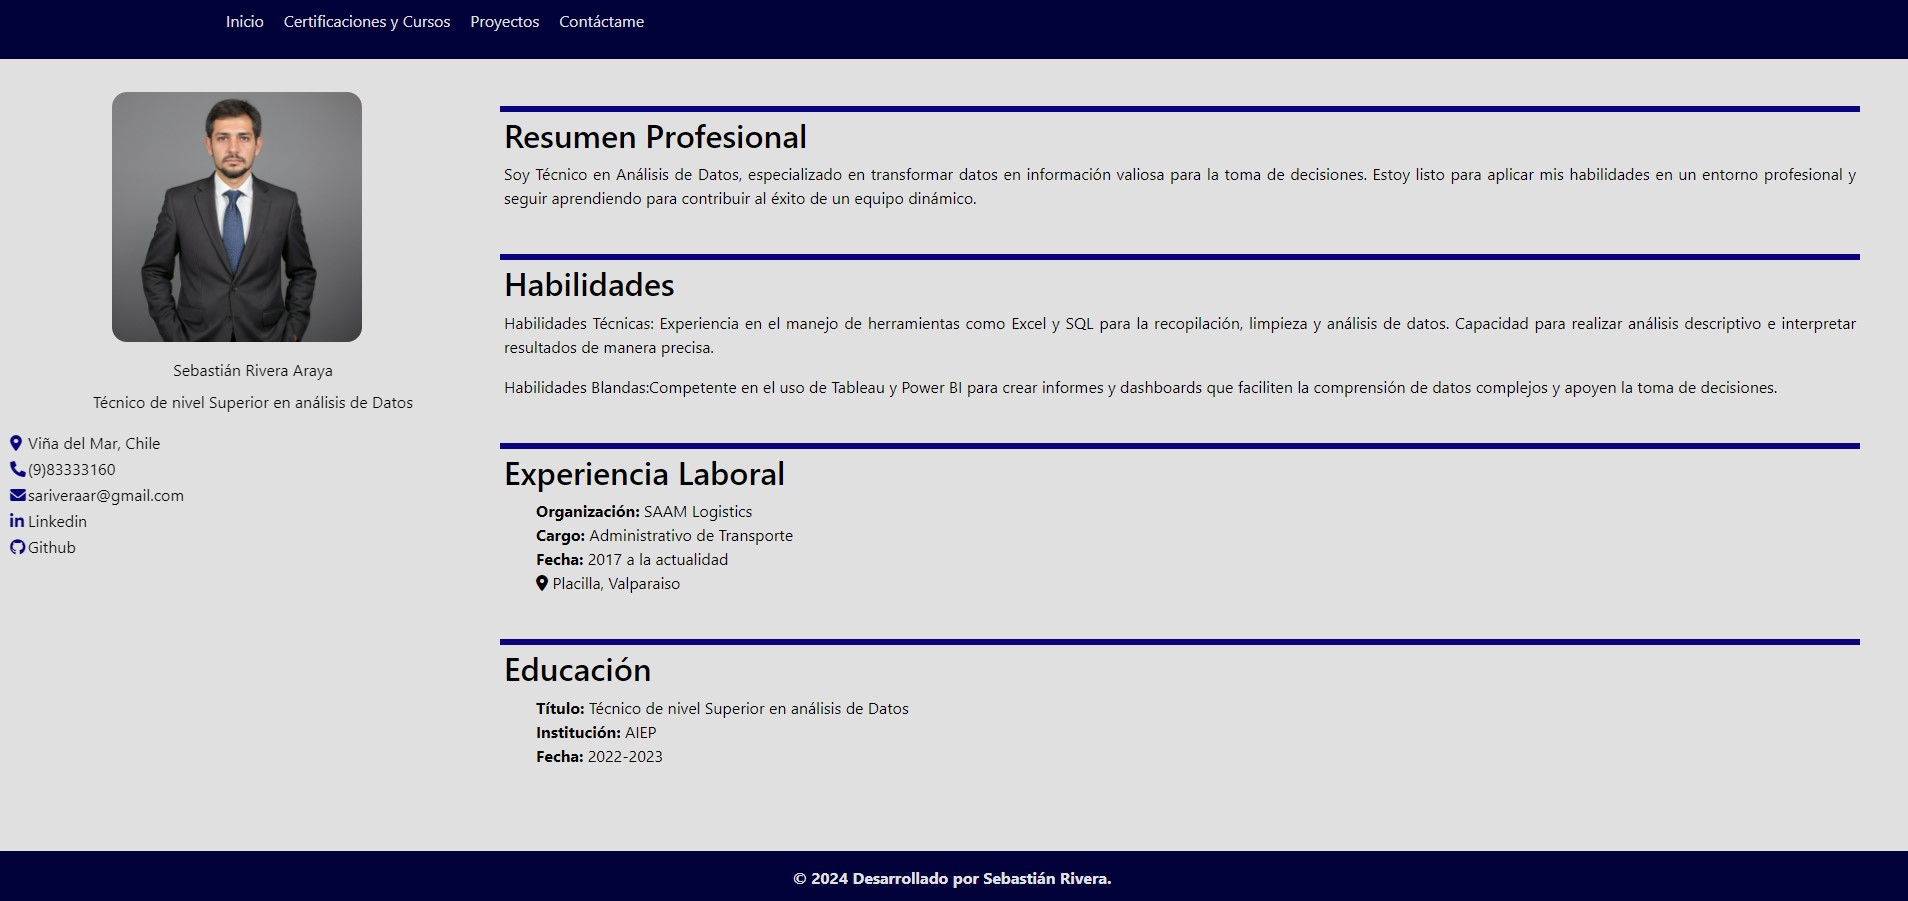 Inicio Certificaciones y Cursos Proyectos Contáctame
Sebastián Rivera Araya
Técnico de nivel Superior en análisis de Datos
Viña del Mar, Chile
(9)83333160
sariveraar@gmail.com
Linkedin
Github
Resumen Profesional
Soy Técnico en Análisis de Datos, especializado en transformar datos en información valiosa para la toma de decisiones. Estoy listo para aplicar mis habilidades en un entorno profesional y
seguir aprendiendo para contribuir al éxito de un equipo dinámico.
Habilidades
Habilidades Técnicas: Experiencia en el manejo de herramientas como Excel y SQL para la recopilación, limpieza y análisis de datos. Capacidad para realizar análisis descriptivo e interpretar
resultados de manera precisa.
Habilidades Blandas:Competente en el uso de Tableau y Power BI para crear informes y dashboards que faciliten la comprensión de datos complejos y apoyen la toma de decisiones.
Experiencia Laboral
Organización: SAAM Logistics
Cargo: Administrativo de Transporte
Fecha: 2017 a la actualidad
Placilla, Valparaiso
Educación
Título: Técnico de nivel Superior en análisis de Datos
Institución: AIEP
Fecha: 2022-2023
© 2024 Desarrollado por Sebastián Rivera.